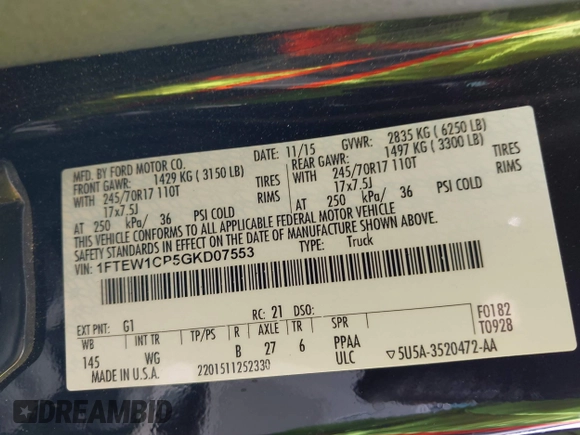 MFD. BY FORD MOTOR CO. DATE: 11/15 GVWR: 2835 KG ( 6250 LB)
FRONT GAWR: 1429 KG ( 3150 LB) REAR GAWR: 1497 KG ( 3300 LB)
WITH 245/70R17 110T TIRES WITH 245/70R17 110T TIRES
17x7.5J RIMS 17x7.5J RIMS
AT 250 kPa/ 36 PSI COLD AT 250 kPa/ 36 PSI COLD
THIS VEHICLE CONFORMS TO ALL APPLICABLE FEDERAL MOTOR VEHICLE
SAFETY STANDARDS IN EFFECT ON THE DATE OF MANUFACTURE SHOWN ABOVE.
VIN: 1FTEW1CP5GKD07553 TYPE: Truck
EXT PNT: G1 RC: 21 DSO: F0182
WB INT TR TP/PS R AXLE TR SPR T0928
145 WG B 27 6 PPAA
ULC
MADE IN U.S.A. 2201511252330 ▽5U5A-3520472-AA
DREAMBID